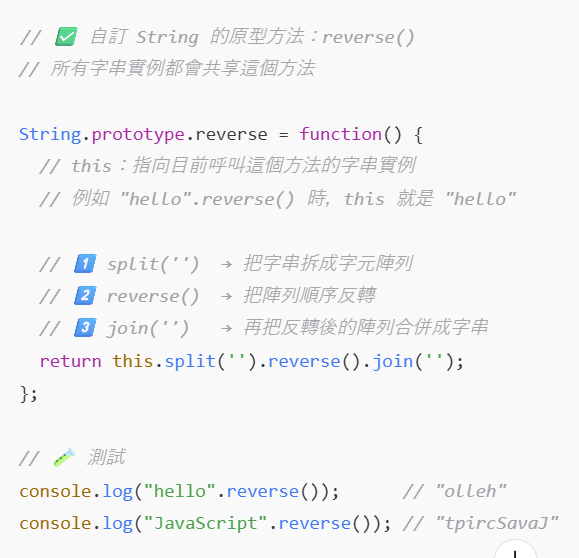 // ✅ 自訂 String 的原型方法：reverse()
// 所有字串實例都會共享這個方法
String.prototype.reverse = function() {
// this：指向目前呼叫這個方法的字串實例
// 例如 "hello".reverse() 時，this 就是 "hello"
// 1️⃣ split('') → 把字串拆成字元陣列
// 2️⃣ reverse() → 把陣列順序反轉
// 3️⃣ join('') → 再把反轉後的陣列合併成字串
return this.split('').reverse().join('');
};
// 🧪 測試
console.log("hello".reverse()); // "olleh"
console.log("JavaScript".reverse()); // "tpircSavaJ"